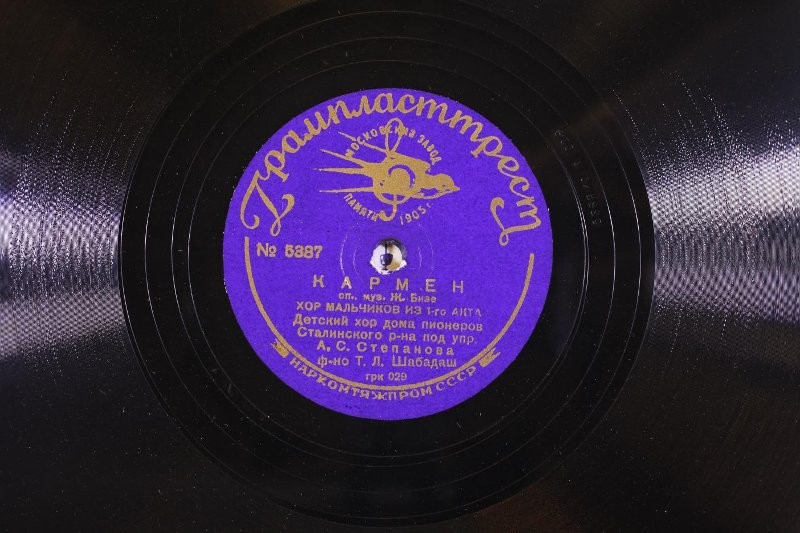 Грампласттрест
МОСКОВСКИЙ ЗАВОД
ПАМЯТИ 1905 г.
№ 5387
КАРМЕН
оп., муз. Ж. Бизе
ХОР МАЛЬЧИКОВ ИЗ 1-го АКТА
Детский хор дома пионеров
Сталинского р-на под упр.
А. С. Степанова
ф-но Т. Л. Шабадаш
грк 029
НАРКОМТЯЖПРОМ СССР